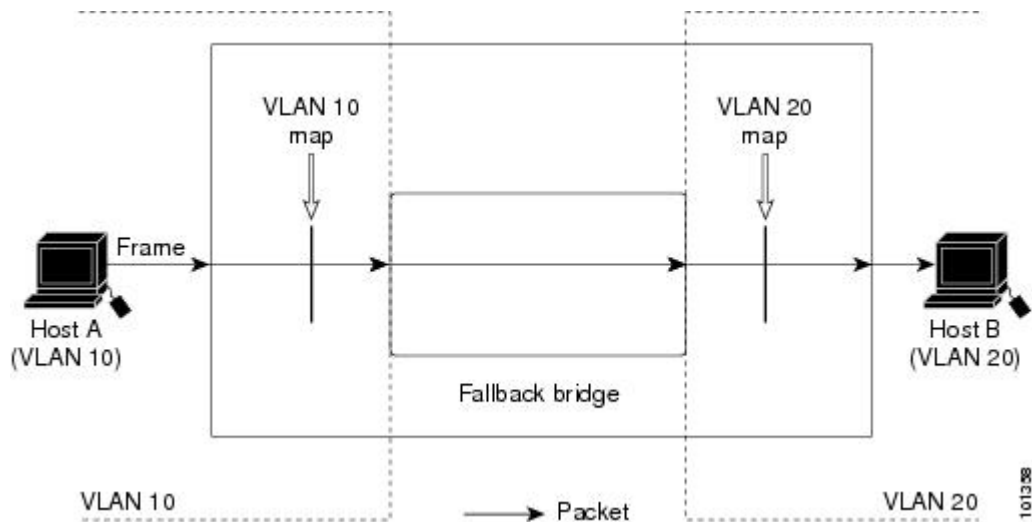 VLAN 10
map
VLAN 20
map
Frame
Host A
(VLAN 10)
Host B
(VLAN 20)
Fallback bridge
VLAN 10
Packet
VLAN 20
101358